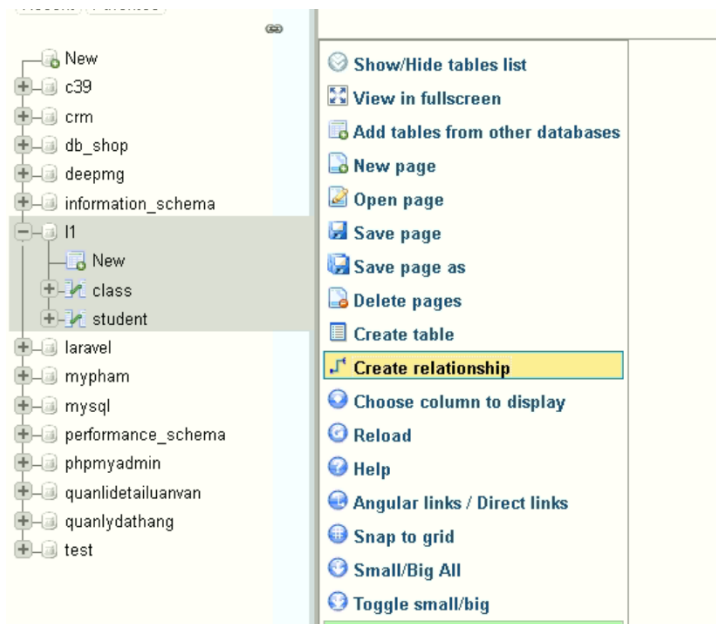 New
c39
crm
db_shop
deepmg
information_schema
l1
New
class
student
laravel
mypham
mysql
performance_schema
phpmyadmin
quanlidetailuanvan
quanlydathang
test
Show/Hide tables list
View in fullscreen
Add tables from other databases
New page
Open page
Save page
Save page as
Delete pages
Create table
Create relationship
Choose column to display
Reload
Help
Angular links / Direct links
Snap to grid
Small/Big All
Toggle small/big